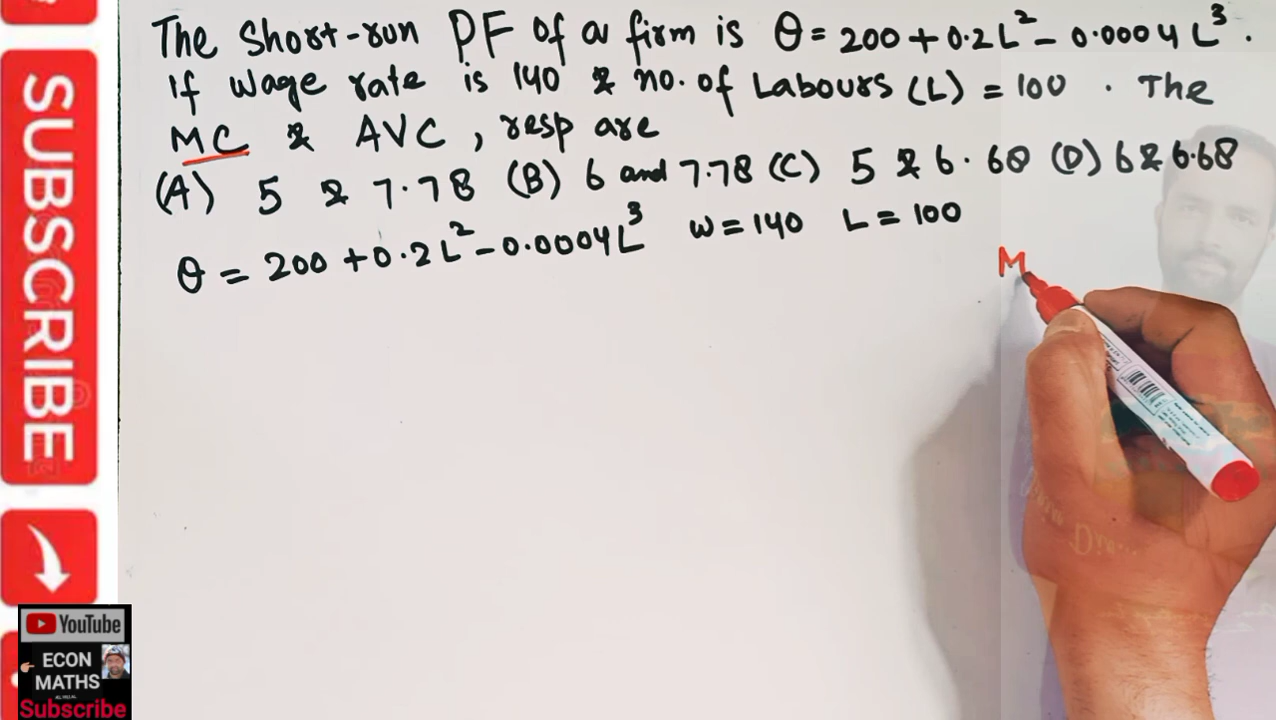 The Short-run PF of a firm is θ = 200 + 0.2L² - 0.0004L³.
If wage rate is 140 & no. of Labours (L) = 100. The
MC & AVC, resp are
(A) 5 & 7.78 (B) 6 and 7.78 (C) 5 & 6.68 (D) 6 & 6.68
θ = 200 + 0.2L² - 0.0004L³ w = 140 L = 100
M
SUBSCRIBE
YouTube
ECON
MATHS
Subscribe